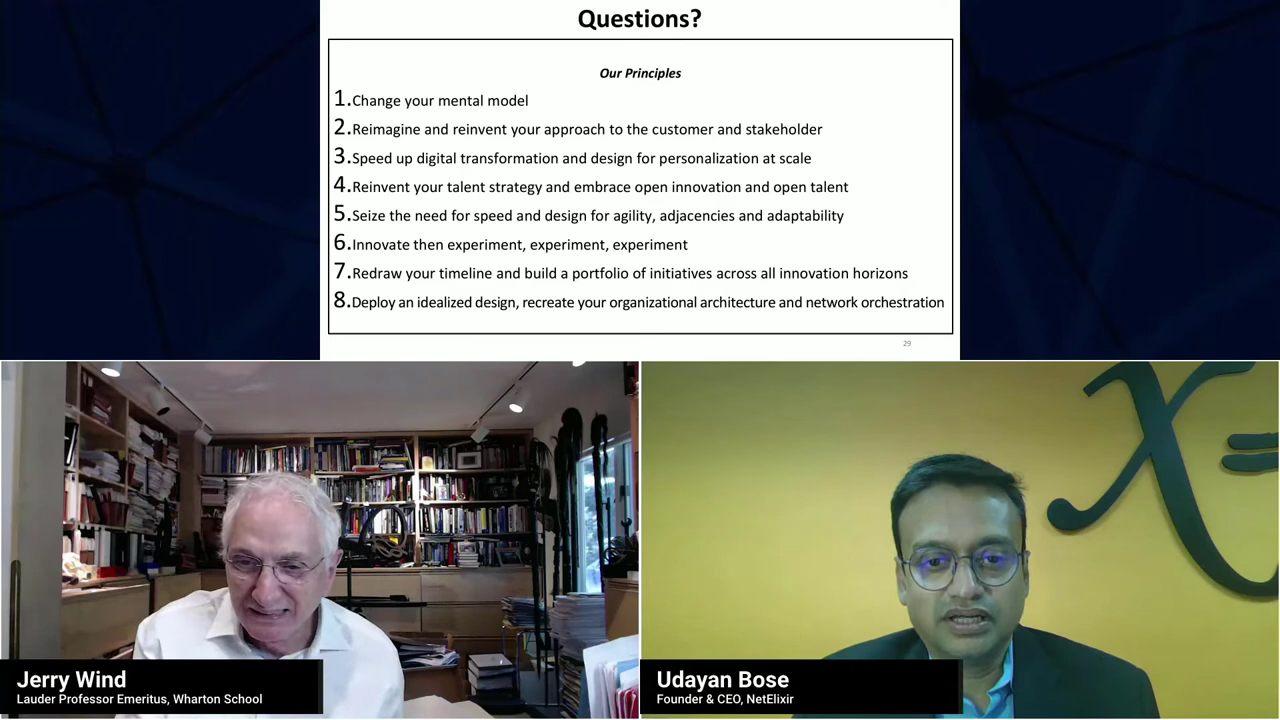 Questions?
Our Principles
1.Change your mental model
2.Reimagine and reinvent your approach to the customer and stakeholder
3.Speed up digital transformation and design for personalization at scale
4.Reinvent your talent strategy and embrace open innovation and open talent
5.Seize the need for speed and design for agility, adjacencies and adaptability
6.Innovate then experiment, experiment, experiment
7.Redraw your timeline and build a portfolio of initiatives across all innovation horizons
8.Deploy an idealized design, recreate your organizational architecture and network orchestration
29
X=
Jerry Wind
Lauder Professor Emeritus, Wharton School
Udayan Bose
Founder & CEO, NetElixir